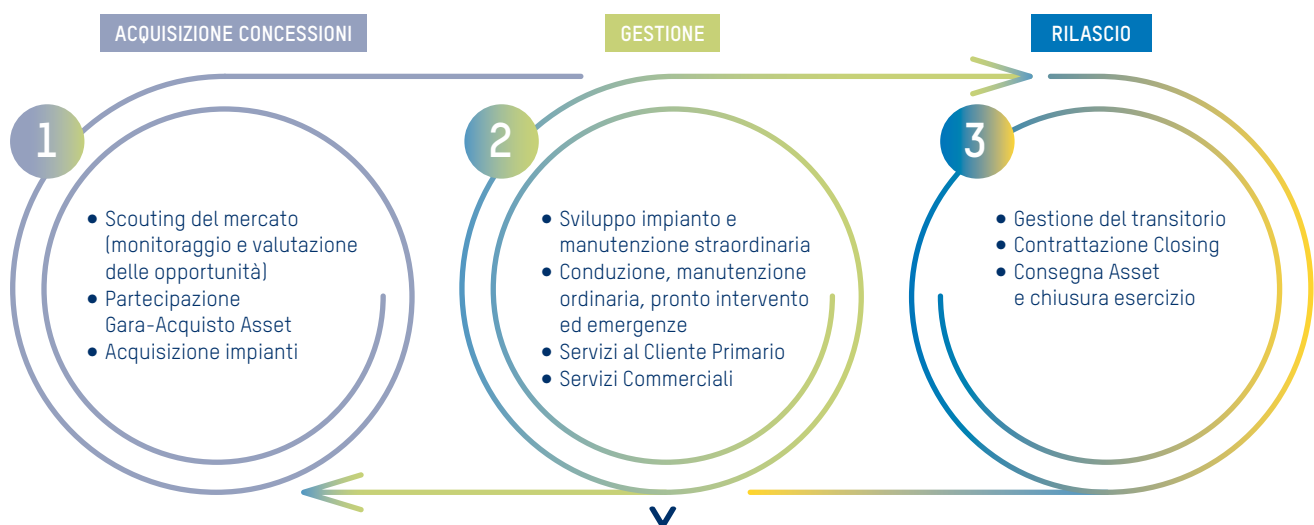 ACQUISIZIONE CONCESSIONI
GESTIONE
RILASCIO
1
• Scouting del mercato
(monitoraggio e valutazione
delle opportunità)
• Partecipazione
Gara-Acquisto Asset
• Acquisizione impianti
2
• Sviluppo impianto e
manutenzione straordinaria
• Conduzione, manutenzione
ordinaria, pronto intervento
ed emergenze
• Servizi al Cliente Primario
• Servizi Commerciali
3
• Gestione del transitorio
• Contrattazione Closing
• Consegna Asset
e chiusura esercizio